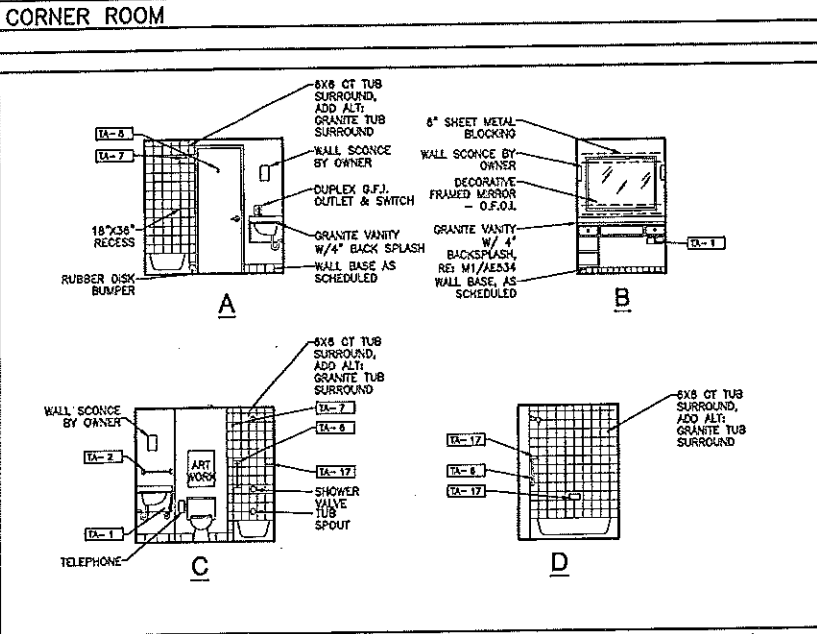 CORNER ROOM
6X6 CT TUB
SURROUND,
ADD ALT:
GRANITE TUB
SURROUND
TA-8
TA-7
WALL SCONCE
BY OWNER
DUPLEX G.F.I.
OUTLET & SWITCH
18"X36"
RECESS
GRANITE VANITY
W/4" BACK SPLASH
WALL BASE AS
SCHEDULED
RUBBER DISK
BUMPER
A
6" SHEET METAL
BLOCKING
WALL SCONCE BY
OWNER
DECORATIVE
FRAMED MIRROR
- O.F.O.I.
GRANITE VANITY
W/ 4"
BACKSPLASH,
RE: M1/AE534
WALL BASE, AS
SCHEDULED
TA-1
B
6X6 CT TUB
SURROUND,
ADD ALT:
GRANITE TUB
SURROUND
WALL SCONCE
BY OWNER
TA-7
TA-6
TA-2
ART
WORK
TA-17
SHOWER
VALVE
TUB
SPOUT
TA-1
TELEPHONE
C
6X6 CT TUB
SURROUND,
ADD ALT:
GRANITE TUB
SURROUND
TA-17
TA-6
TA-17
D